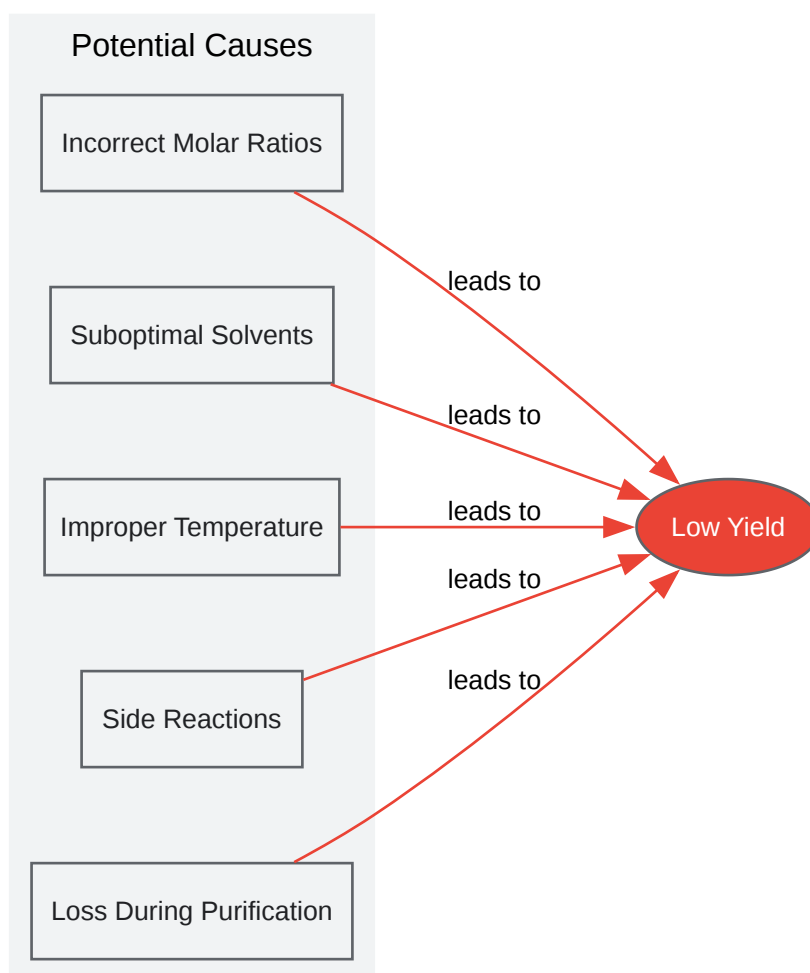 Potential Causes
Incorrect Molar Ratios
leads to
Suboptimal Solvents
leads to
Improper Temperature
leads to
Low Yield
leads to
Side Reactions
leads to
Loss During Purification